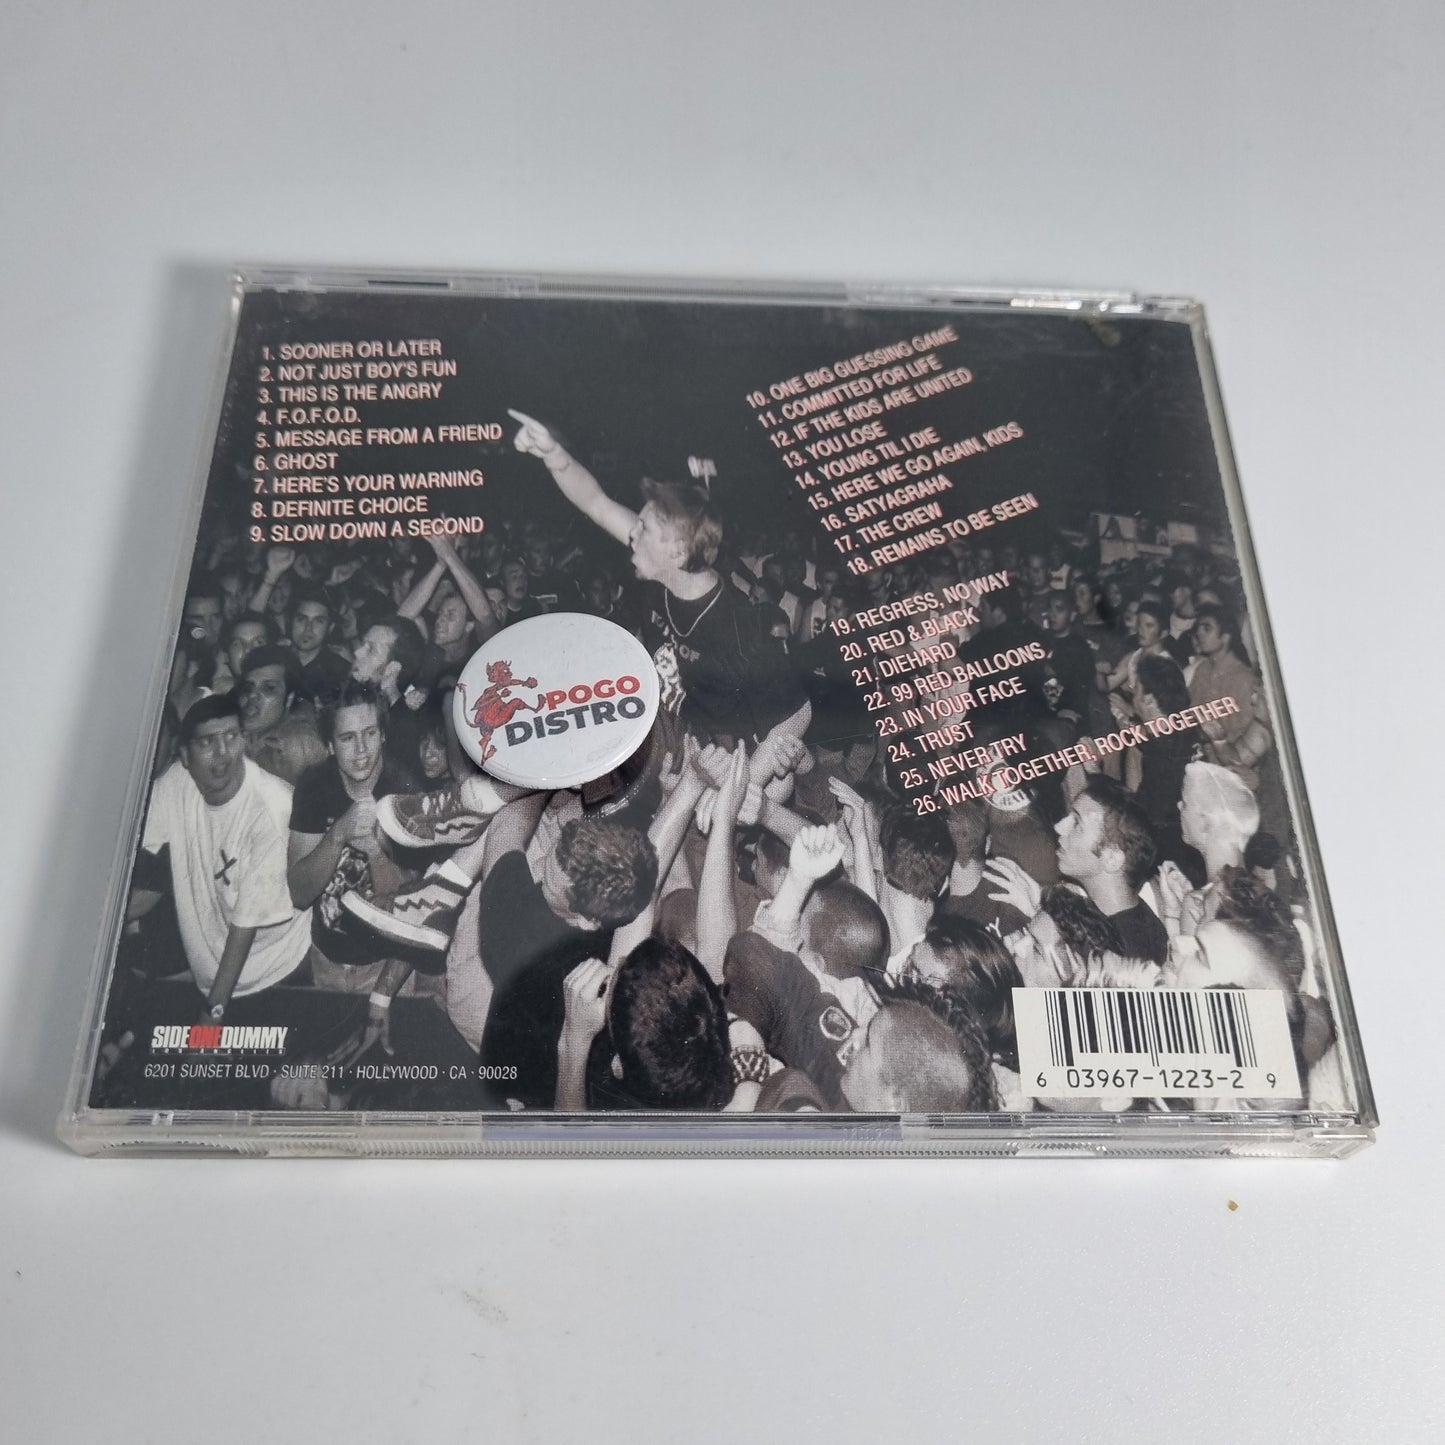 1. SOONER OR LATER
2. NOT JUST BOY'S FUN
3. THIS IS THE ANGRY
4. F.O.F.O.D.
5. MESSAGE FROM A FRIEND
6. GHOST
7. HERE'S YOUR WARNING
8. DEFINITE CHOICE
9. SLOW DOWN A SECOND
10. ONE BIG GUESSING GAME
11. COMMITTED FOR LIFE
12. IF THE KIDS ARE UNITED
13. YOU LOSE
14. YOUNG TIL I DIE
15. HERE WE GO AGAIN, KIDS
16. SATYAGRAHA
17. THE CREW
18. REMAINS TO BE SEEN
19. REGRESS, NO WAY
20. RED & BLACK
21. DIEHARD
22. 99 RED BALLOONS
23. IN YOUR FACE
24. TRUST
25. NEVER TRY
26. WALK TOGETHER, ROCK TOGETHER
POGO
DISTRO
X
SIDEONEDUMMY
LOS ANGELES
6201 SUNSET BLVD · SUITE 211 · HOLLYWOOD · CA · 90028
6 03967-1223-2 9